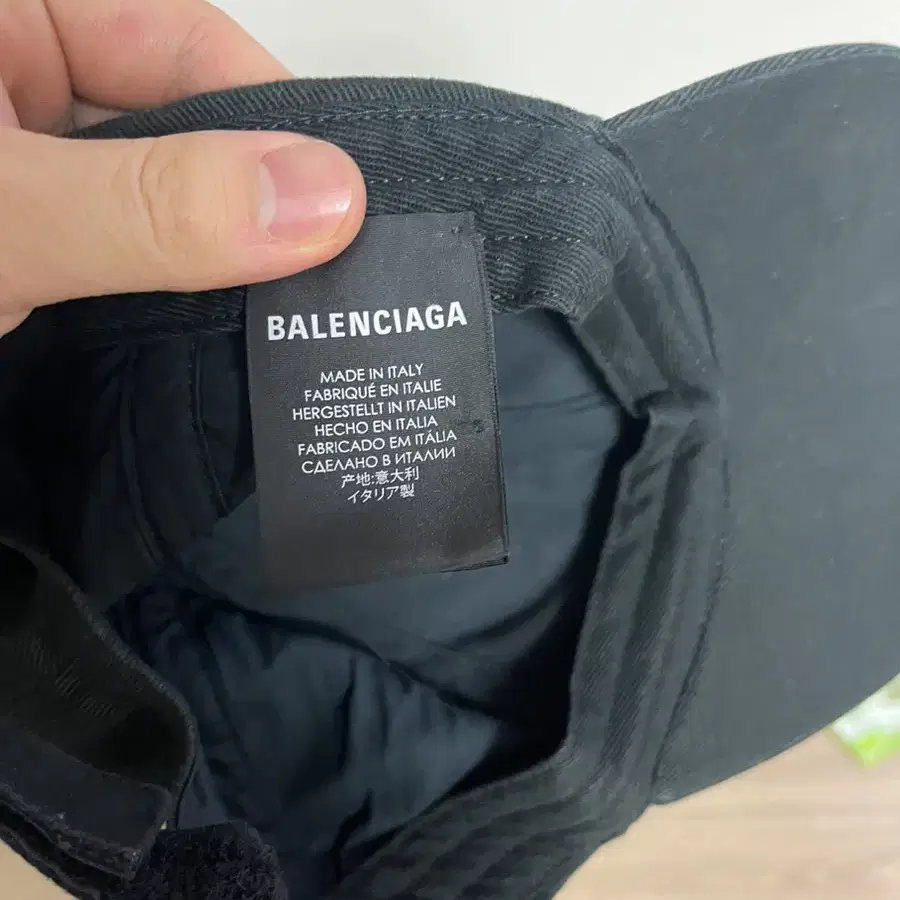 BALENCIAGA
MADE IN ITALY
FABRIQUÉ EN ITALIE
HERGESTELLT IN ITALIEN
HECHO EN ITALIA
FABRICADO EM ITÁLIA
СДЕЛАНО В ИТАЛИИ
产地:意大利
イタリア製